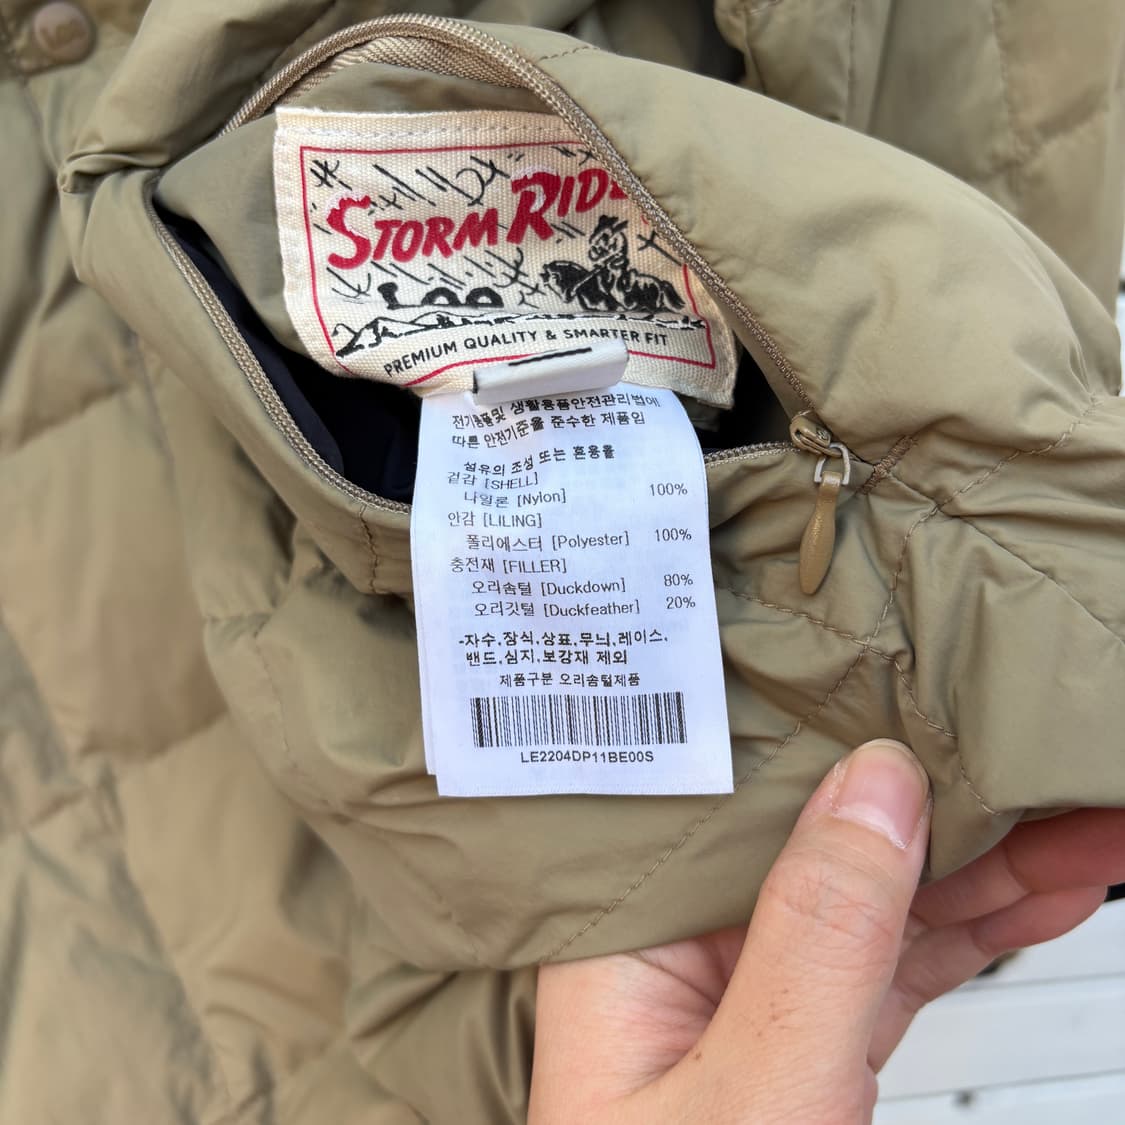 STORM RIDE
Lee
PREMIUM QUALITY & SMARTER FIT
전기용품및 생활용품안전관리법에
따른 안전기준을 준수한 제품임
섬유의 조성 또는 혼용율
겉감 [SHELL]
나일론 [Nylon] 100%
안감 [LILING]
폴리에스터 [Polyester] 100%
충전재 [FILLER]
오리솜털 [Duckdown] 80%
오리깃털 [Duckfeather] 20%
-자수,장식,상표,무늬,레이스,
밴드,심지,보강재 제외
제품구분 오리솜털제품
LE2204DP11BE00S